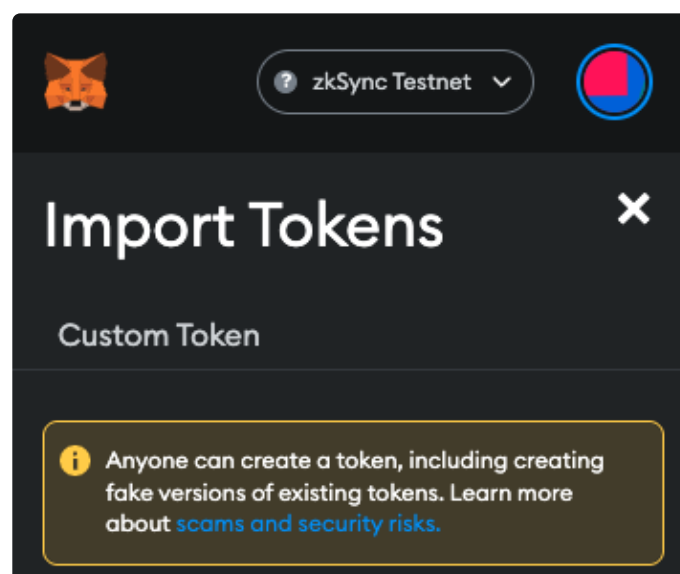 zkSync Testnet
Import Tokens
Custom Token
Anyone can create a token, including creating
fake versions of existing tokens. Learn more
about scams and security risks.